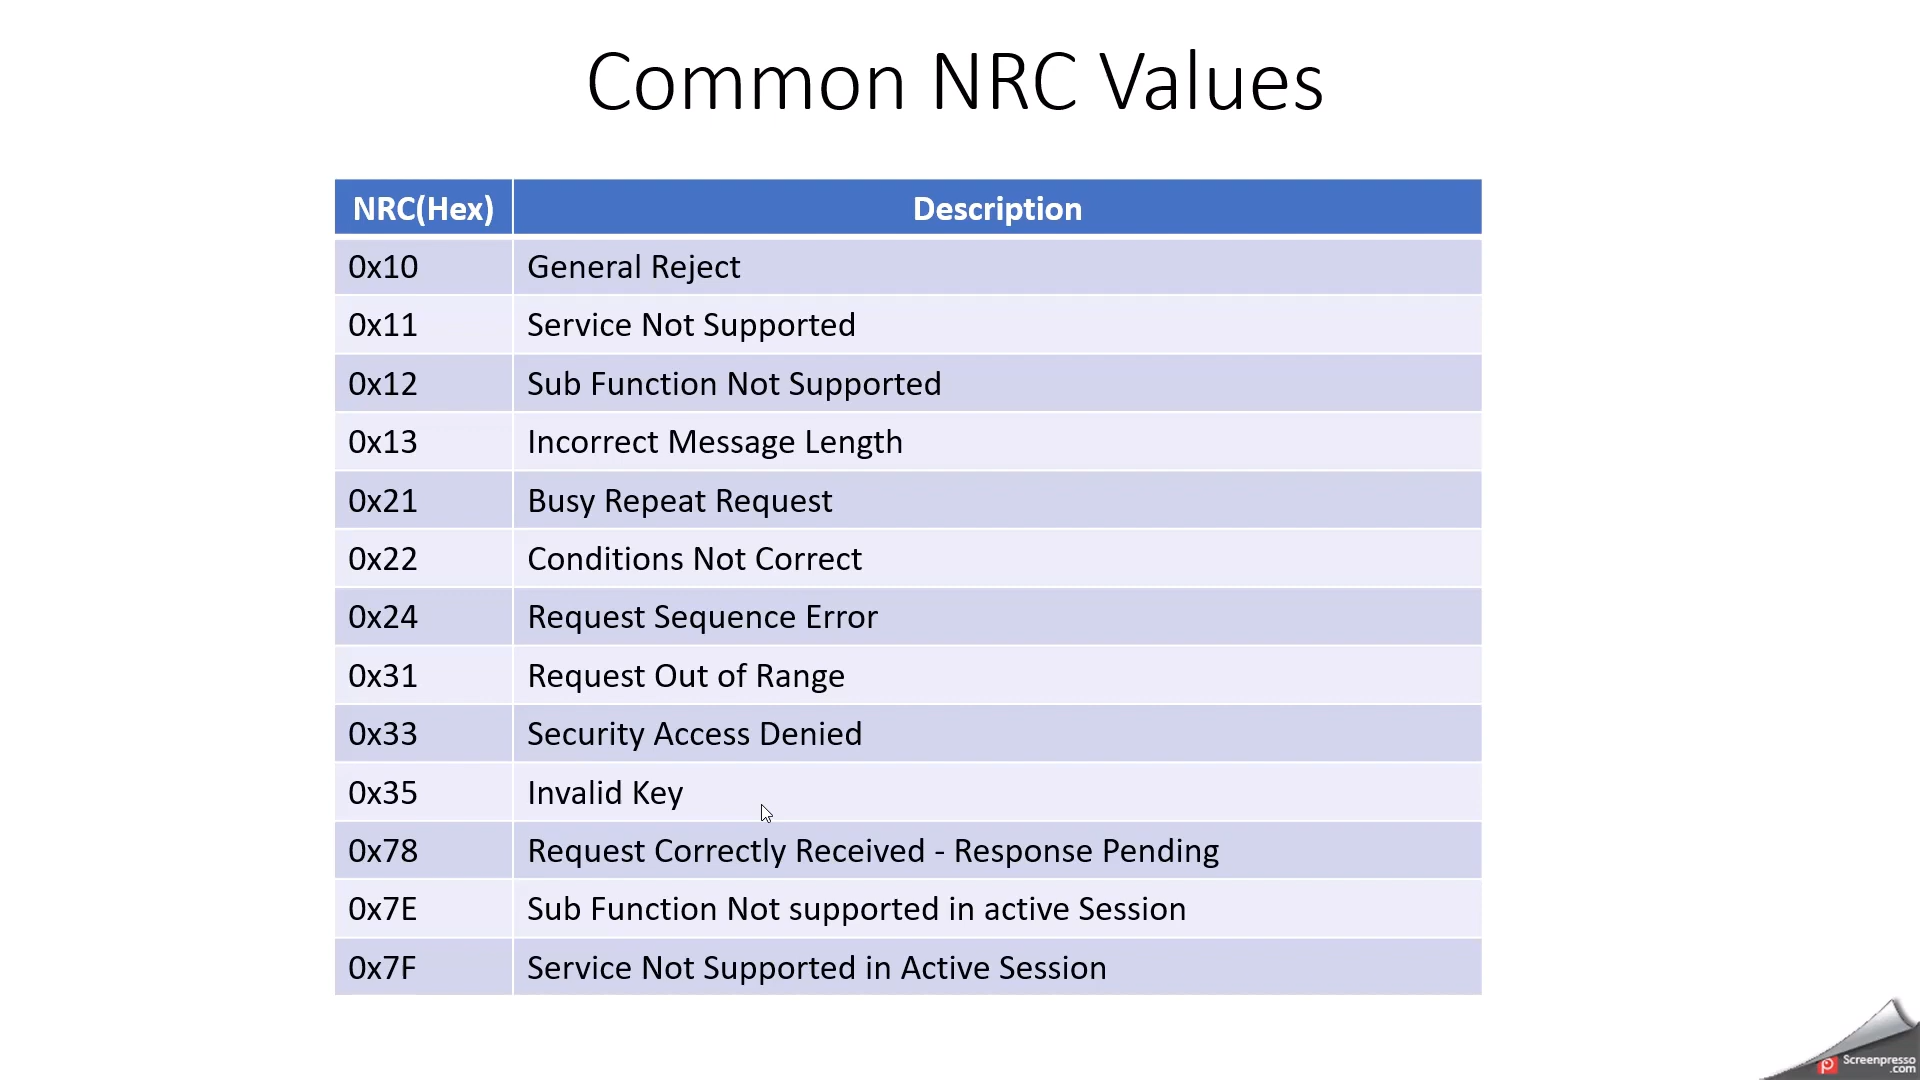 Common NRC Values
NRC(Hex) Description
0x10 General Reject
0x11 Service Not Supported
0x12 Sub Function Not Supported
0x13 Incorrect Message Length
0x21 Busy Repeat Request
0x22 Conditions Not Correct
0x24 Request Sequence Error
0x31 Request Out of Range
0x33 Security Access Denied
0x35 Invalid Key
0x78 Request Correctly Received - Response Pending
0x7E Sub Function Not supported in active Session
0x7F Service Not Supported in Active Session
Screenpresso
.com